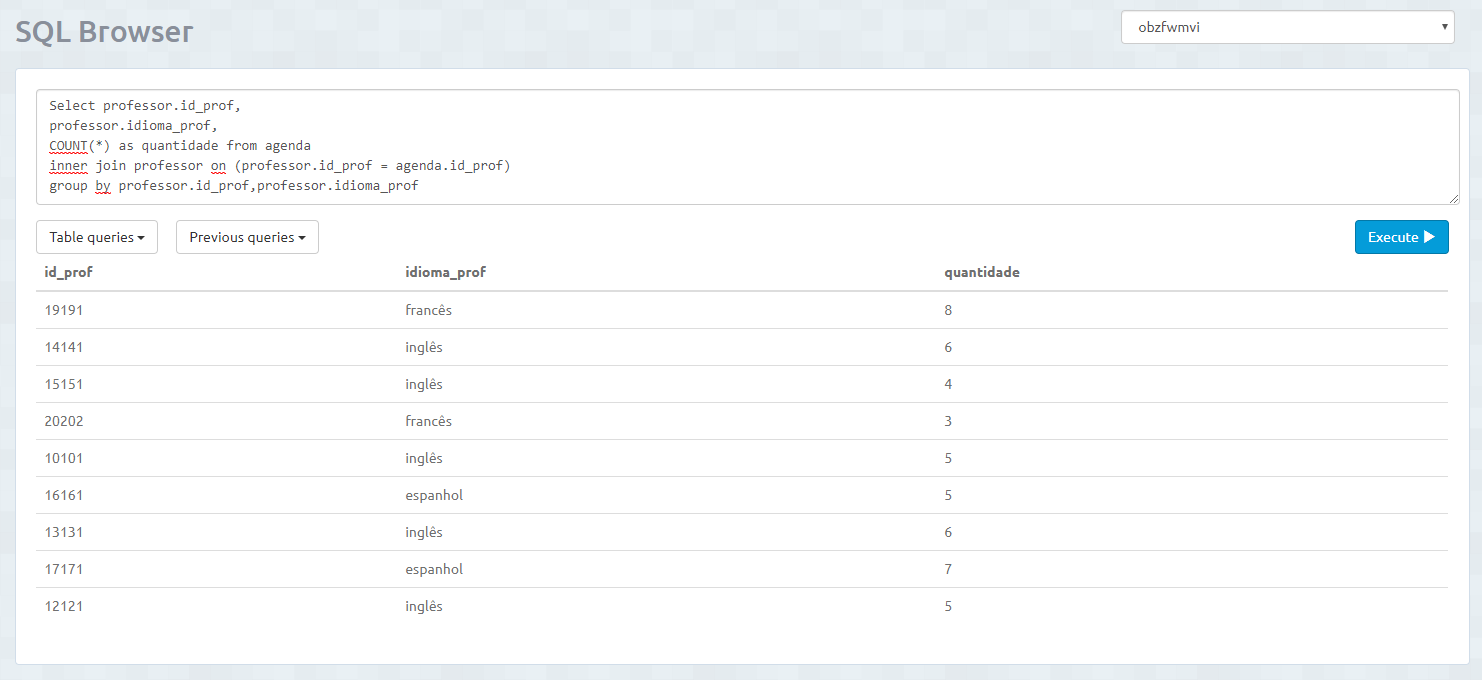 SQL Browser
obzfwmvi
Select professor.id_prof,
professor.idioma_prof,
COUNT(*) as quantidade from agenda
inner join professor on (professor.id_prof = agenda.id_prof)
group by professor.id_prof,professor.idioma_prof
Table queries Previous queries Execute
id_prof idioma_prof quantidade
19191 francês 8
14141 inglês 6
15151 inglês 4
20202 francês 3
10101 inglês 5
16161 espanhol 5
13131 inglês 6
17171 espanhol 7
12121 inglês 5